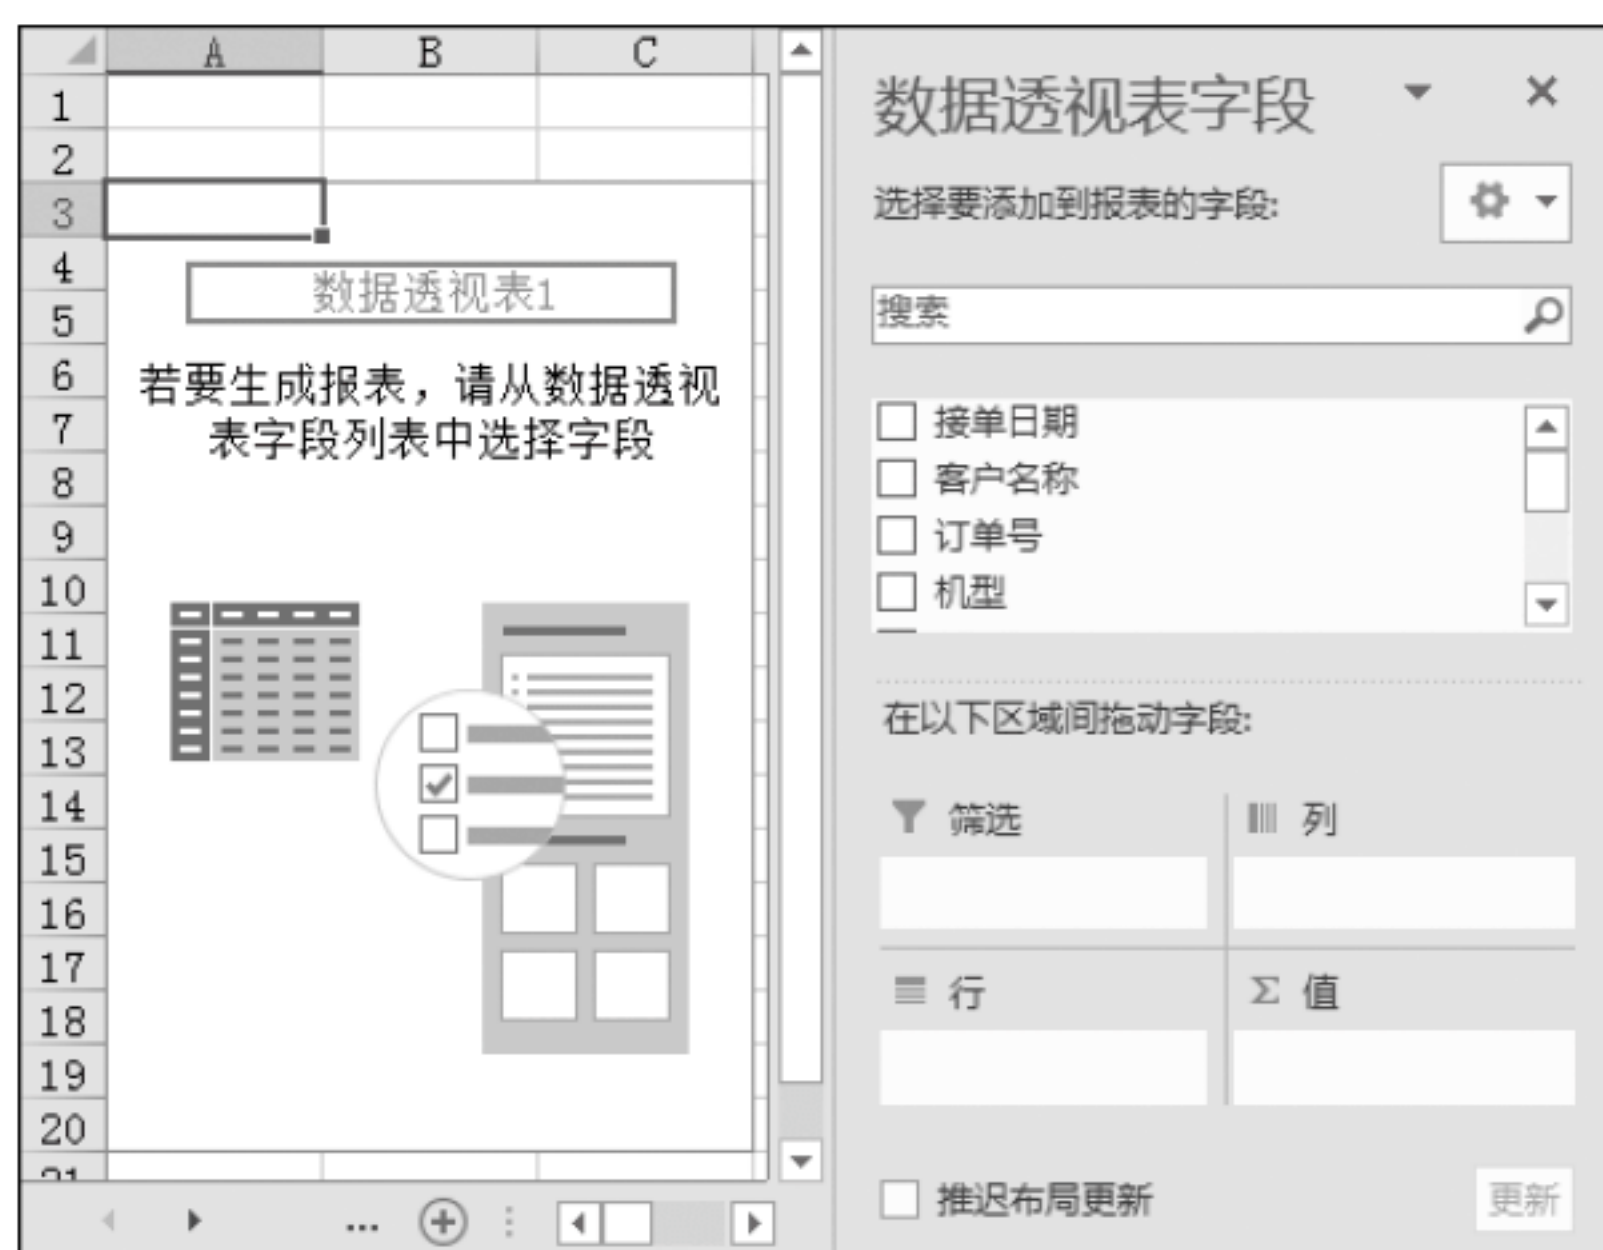 A B C
1
2
3
4
5
6
7
8
9
10
11
12
13
14
15
16
17
18
19
20
21
数据透视表1
若要生成报表，请从数据透视
表字段列表中选择字段
...
数据透视表字段
选择要添加到报表的字段:
搜索
接单日期
客户名称
订单号
机型
在以下区域间拖动字段:
筛选
列
行
Σ 值
推迟布局更新
更新